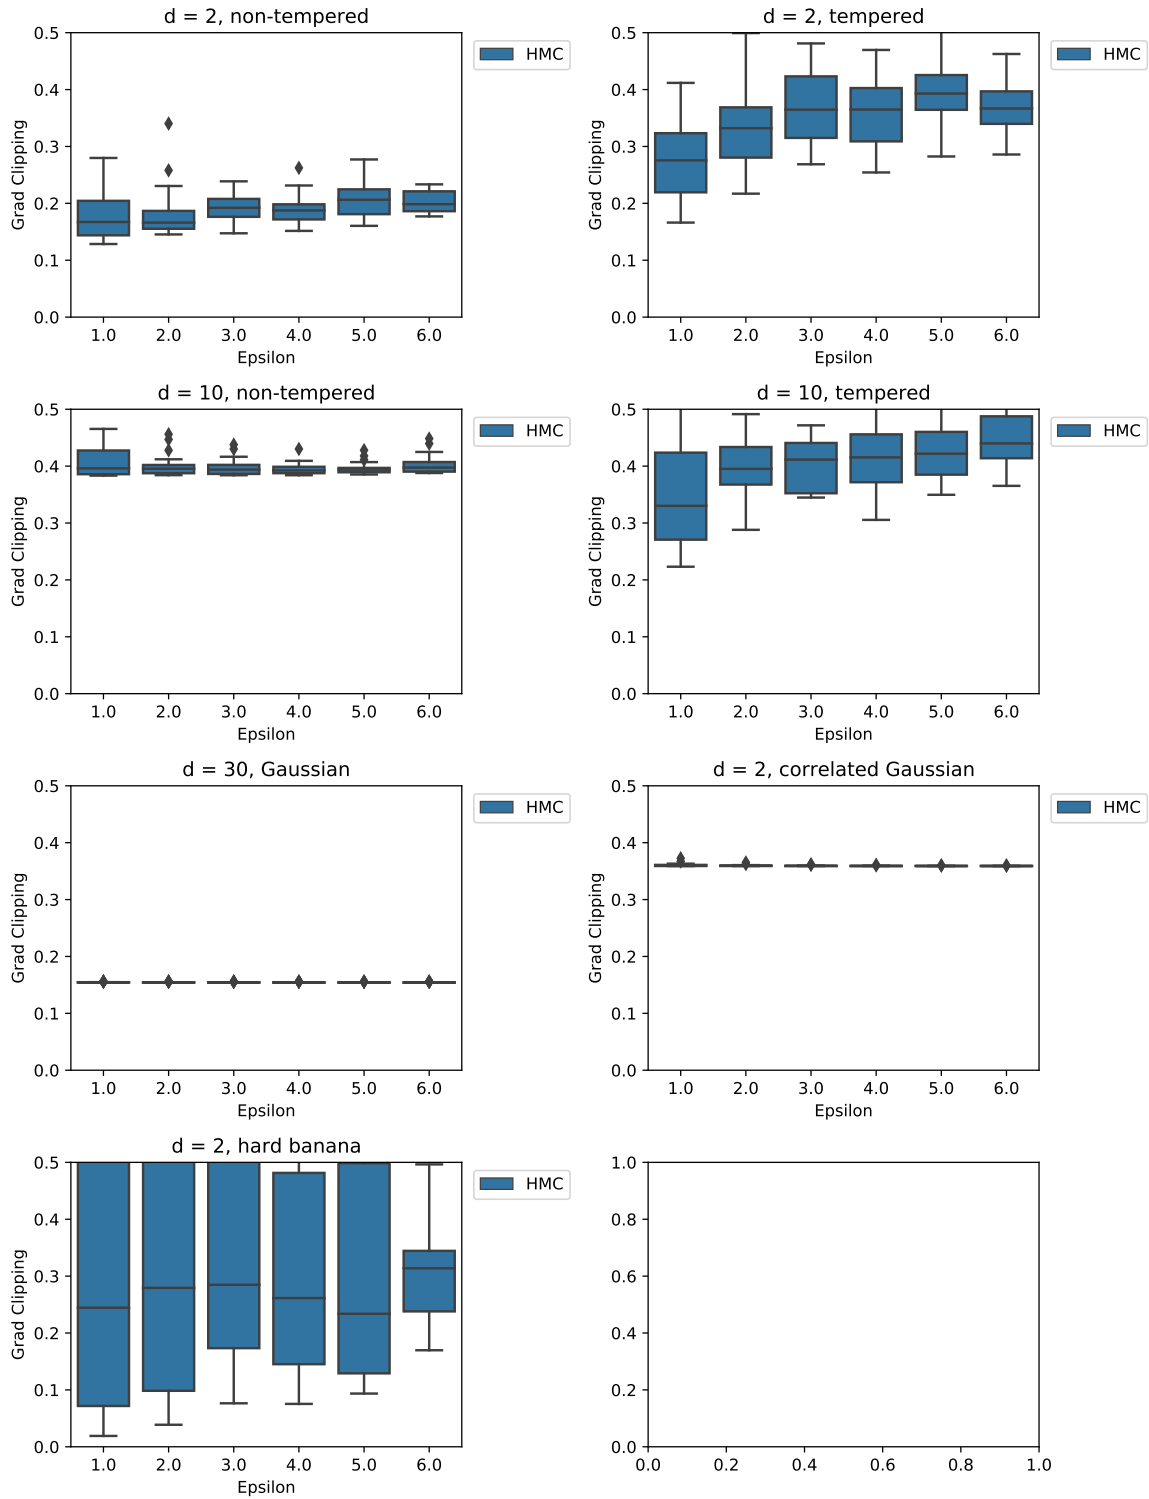 d = 2, non-tempered
0.5
0.4
0.3
0.2
0.1
0.0
Grad Clipping
1.0 2.0 3.0 4.0 5.0 6.0
Epsilon
HMC
d = 2, tempered
0.5
0.4
0.3
0.2
0.1
0.0
Grad Clipping
1.0 2.0 3.0 4.0 5.0 6.0
Epsilon
HMC
d = 10, non-tempered
0.5
0.4
0.3
0.2
0.1
0.0
Grad Clipping
1.0 2.0 3.0 4.0 5.0 6.0
Epsilon
HMC
d = 10, tempered
0.5
0.4
0.3
0.2
0.1
0.0
Grad Clipping
1.0 2.0 3.0 4.0 5.0 6.0
Epsilon
HMC
d = 30, Gaussian
0.5
0.4
0.3
0.2
0.1
0.0
Grad Clipping
1.0 2.0 3.0 4.0 5.0 6.0
Epsilon
HMC
d = 2, correlated Gaussian
0.5
0.4
0.3
0.2
0.1
0.0
Grad Clipping
1.0 2.0 3.0 4.0 5.0 6.0
Epsilon
HMC
d = 2, hard banana
0.5
0.4
0.3
0.2
0.1
0.0
Grad Clipping
1.0 2.0 3.0 4.0 5.0 6.0
Epsilon
HMC
1.0
0.8
0.6
0.4
0.2
0.0
0.0 0.2 0.4 0.6 0.8 1.0